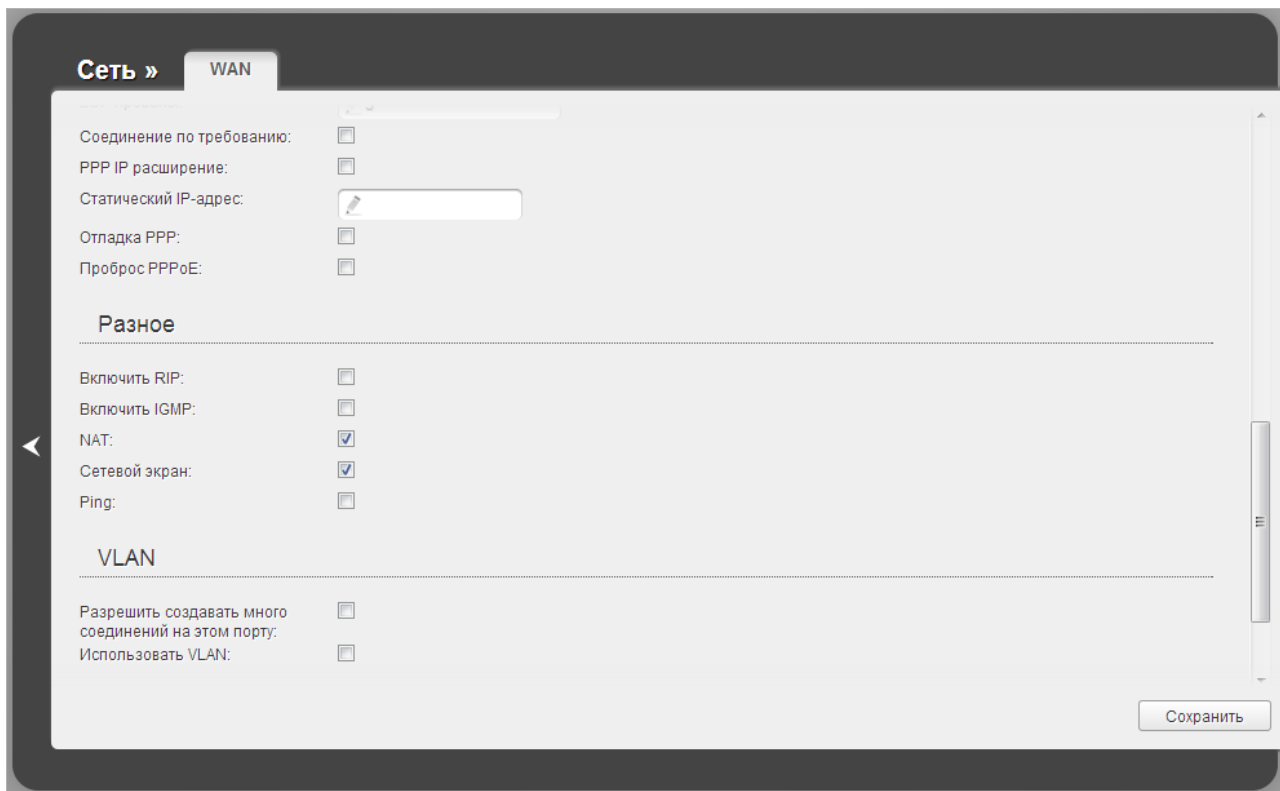 Сеть »
WAN
Соединение по требованию:
PPP IP расширение:
Статический IP-адрес:
Отладка PPP:
Проброс PPPoE:
Разное
Включить RIP:
Включить IGMP:
NAT:
Сетевой экран:
Ping:
VLAN
Разрешить создавать много
соединений на этом порту:
Использовать VLAN:
Сохранить